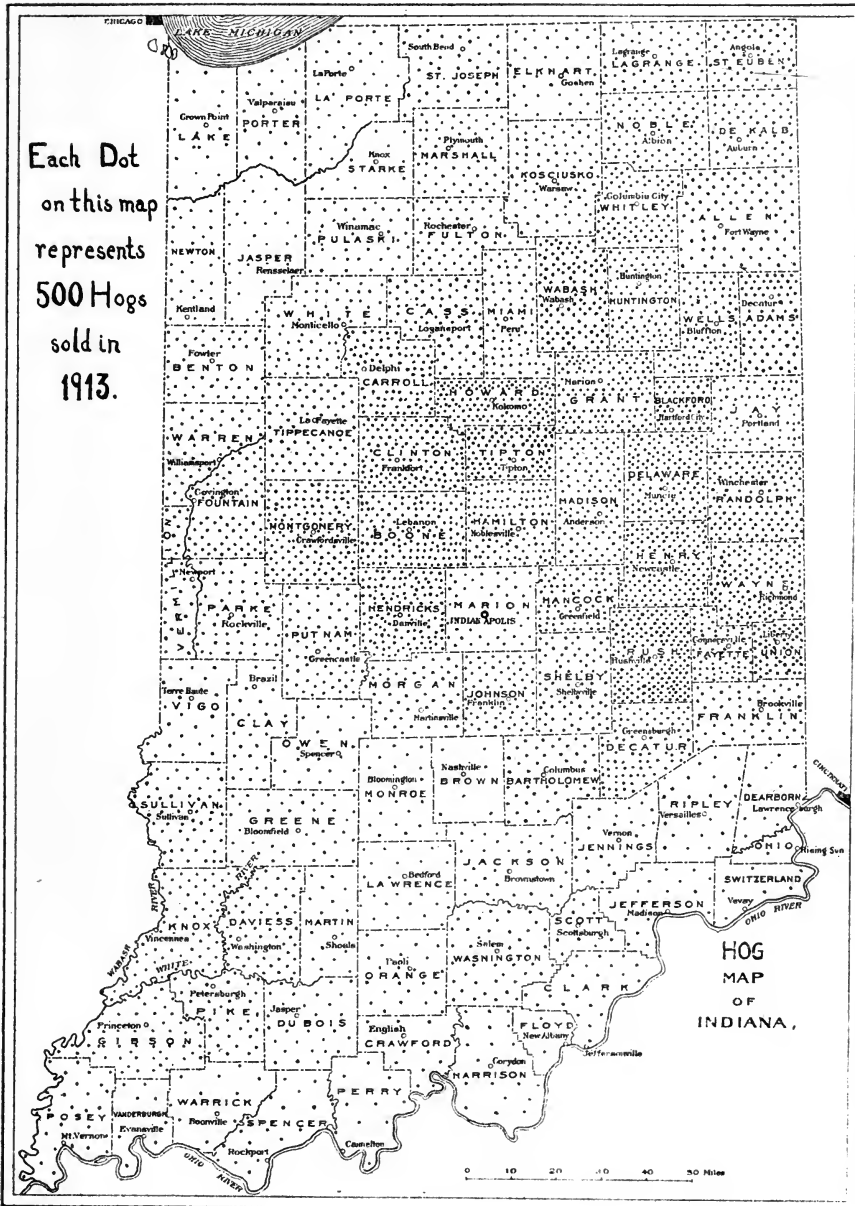 CHICAGO
LAKE MICHIGAN
Each Dot
on this map
represents
500 Hogs
sold in
1913.
Crown Point
LAKE
Valparaiso
PORTER
LaPorte
LA PORTE
South Bend
ST. JOSEPH
ELKHART
Goshen
Lagrange
LAGRANGE
Angola
STEUBEN
Knox
STARKE
Plymouth
MARSHALL
KOSCIUSKO
Warsaw
NOBLE
Albion
DE KALB
Auburn
Columbia City
WHITLEY
ALLEN
Fort Wayne
NEWTON
Kentland
JASPER
Rensselaer
Winamac
PULASKI
Rochester
FULTON
WHITE
Monticello
CASS
Logansport
MIAMI
Peru
WABASH
Wabash
Huntington
HUNTINGTON
WELLS
Bluffton
Decatur
ADAMS
Fowler
BENTON
Delphi
CARROLL
HOWARD
Kokomo
Marion
GRANT
BLACKFORD
Hartford City
JAY
Portland
WARREN
Williamsport
La Fayette
TIPPECANOE
CLINTON
Frankfort
TIPTON
Tipton
MADISON
Anderson
DELAWARE
Muncie
Winchester
RANDOLPH
Covington
FOUNTAIN
MONTGOMERY
Crawfordsville
Lebanon
BOONE
HAMILTON
Noblesville
HENRY
Newcastle
WAYNE
Richmond
VERMILION
Newport
PARKE
Rockville
PUTNAM
Greencastle
HENDRICKS
Danville
MARION
INDIANAPOLIS
HANCOCK
Greenfield
RUSH
Rushville
Connersville
FAYETTE
Liberty
UNION
Terre Haute
VIGO
Brazil
CLAY
OWEN
Spencer
MORGAN
Martinsville
JOHNSON
Franklin
SHELBY
Shelbyville
Greensburgh
DECATUR
Brookville
FRANKLIN
SULLIVAN
Sullivan
GREENE
Bloomfield
Bloomington
MONROE
Nashville
BROWN
Columbus
BARTHOLOMEW
Vernon
JENNINGS
RIPLEY
Versailles
DEARBORN
Lawrenceburgh
CINCINNATI
OHIO
Rising Sun
SWITZERLAND
Vevay
OHIO RIVER
WABASH RIVER
KNOX
Vincennes
WHITE RIVER
DAVIESS
Washington
MARTIN
Shoals
Bedford
LAWRENCE
JACKSON
Brownstown
JEFFERSON
Madison
SCOTT
Scottsburgh
Paoli
ORANGE
Salem
WASHINGTON
CLARK
HOG
MAP
OF
INDIANA,
Princeton
GIBSON
Petersburgh
PIKE
Jasper
DUBOIS
English
CRAWFORD
FLOYD
New Albany
Jeffersonville
Corydon
HARRISON
POSEY
Mt. Vernon
VANDERBURGH
Evansville
WARRICK
Boonville
SPENCER
Rockport
PERRY
Cannelton
OHIO RIVER
0 10 20 30 40 50 Miles